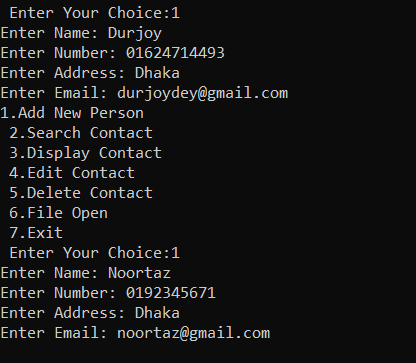 Enter Your Choice:1
Enter Name: Durjoy
Enter Number: 01624714493
Enter Address: Dhaka
Enter Email: durjoydey@gmail.com
1.Add New Person
2.Search Contact
3.Display Contact
4.Edit Contact
5.Delete Contact
6.File Open
7.Exit
Enter Your Choice:1
Enter Name: Noortaz
Enter Number: 0192345671
Enter Address: Dhaka
Enter Email: noortaz@gmail.com